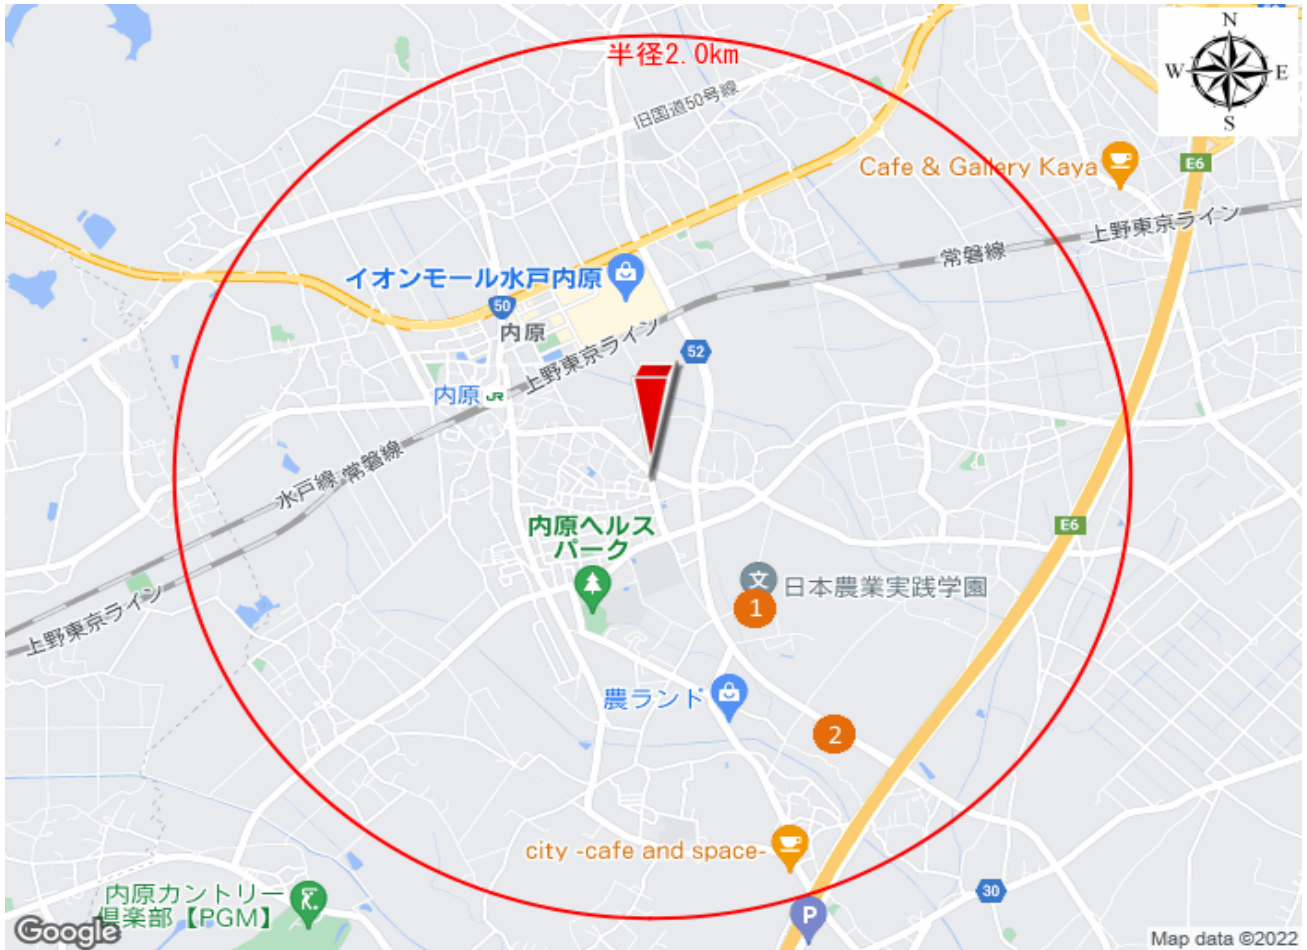 半径2.0km
N
W
E
S
旧国道50号線
Cafe & Gallery Kaya
E6
上野東京ライン
常磐線
イオンモール水戸内原
50
内原
上野東京ライン
52
内原
JR
水戸線
常磐線
内原ヘルス
パーク
E6
文
日本農業実践学園
1
上野東京ライン
農ランド
2
city -cafe and space-
30
内原カントリー
倶楽部【PGM】
P
Google
Map data ©2022